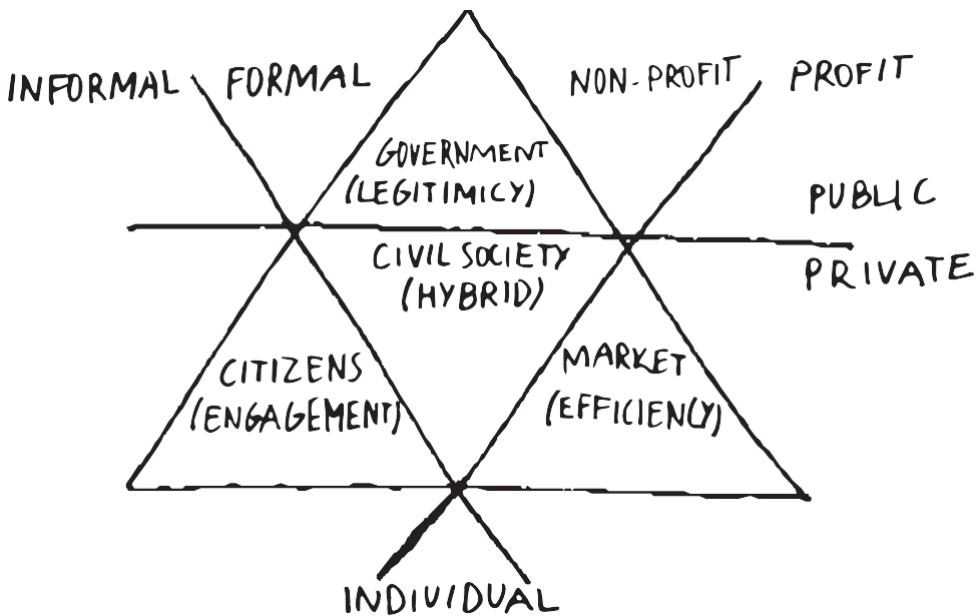 INFORMAL FORMAL NON-PROFIT PROFIT
GOVERNMENT
(LEGITIMICY)
PUBLIC
CIVIL SOCIETY
(HYBRID)
PRIVATE
CITIZENS
(ENGAGEMENT)
MARKET
(EFFICIENCY)
INDIVIDUAL